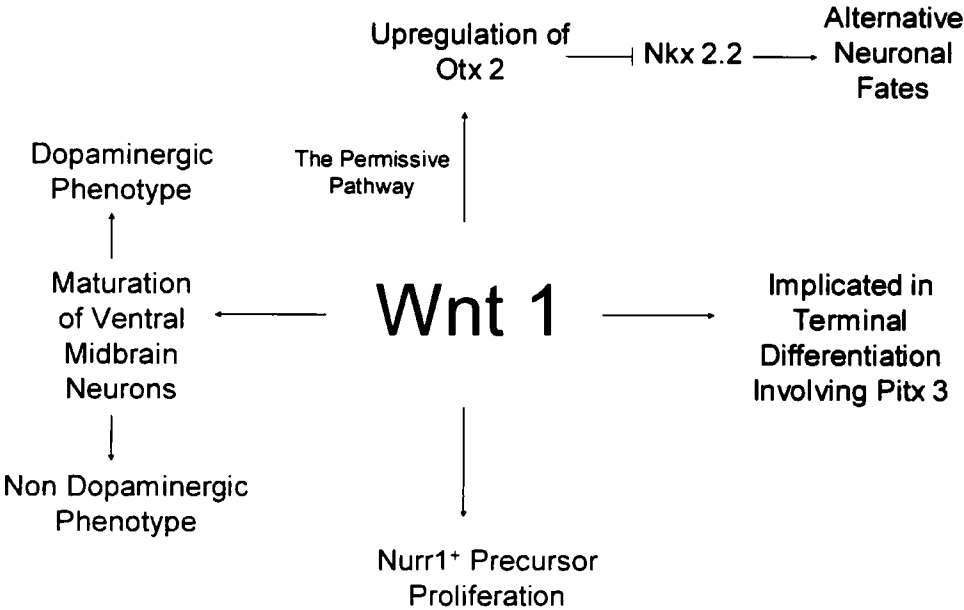 Upregulation of
Otx 2
Nkx 2.2
Alternative
Neuronal
Fates
Dopaminergic
Phenotype
The Permissive
Pathway
Maturation
of Ventral
Midbrain
Neurons
Wnt 1
Implicated in
Terminal
Differentiation
Involving Pitx 3
Non Dopaminergic
Phenotype
Nurr1⁺ Precursor
Proliferation